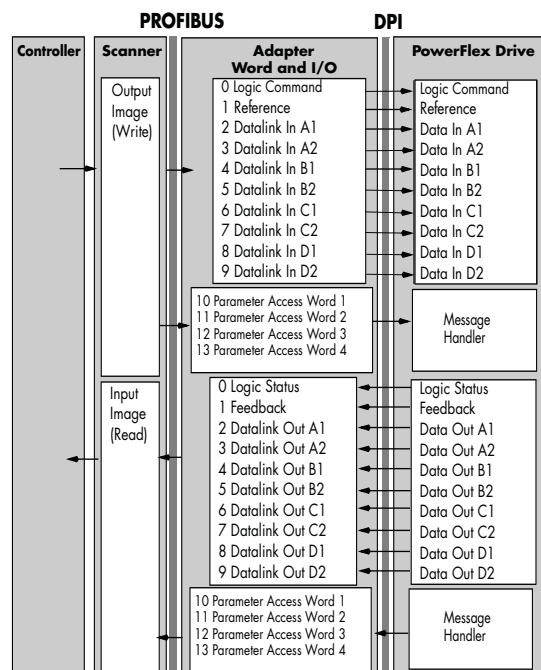 PROFIBUS DPI
Controller
Scanner
Adapter
Word and I/O
PowerFlex Drive
Output
Image
(Write)
0 Logic Command
1 Reference
2 Datalink In A1
3 Datalink In A2
4 Datalink In B1
5 Datalink In B2
6 Datalink In C1
7 Datalink In C2
8 Datalink In D1
9 Datalink In D2
Logic Command
Reference
Data In A1
Data In A2
Data In B1
Data In B2
Data In C1
Data In C2
Data In D1
Data In D2
10 Parameter Access Word 1
11 Parameter Access Word 2
12 Parameter Access Word 3
13 Parameter Access Word 4
Message
Handler
Input
Image
(Read)
0 Logic Status
1 Feedback
2 Datalink Out A1
3 Datalink Out A2
4 Datalink Out B1
5 Datalink Out B2
6 Datalink Out C1
7 Datalink Out C2
8 Datalink Out D1
9 Datalink Out D2
Logic Status
Feedback
Data Out A1
Data Out A2
Data Out B1
Data Out B2
Data Out C1
Data Out C2
Data Out D1
Data Out D2
10 Parameter Access Word 1
11 Parameter Access Word 2
12 Parameter Access Word 3
13 Parameter Access Word 4
Message
Handler